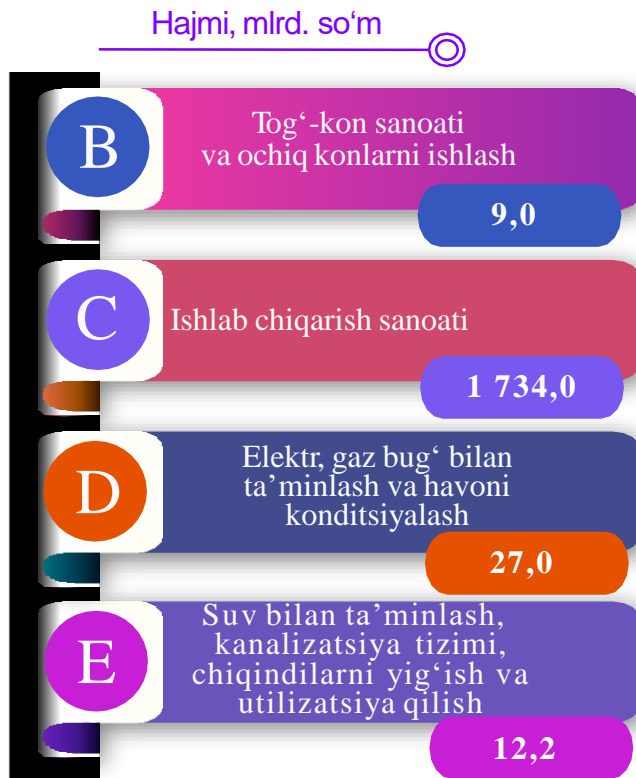 Hajmi, mlrd. so‘m
B
Tog‘-kon sanoati
va ochiq konlarni ishlash
9,0
C
Ishlab chiqarish sanoati
1 734,0
D
Elektr, gaz bug‘ bilan
ta’minlash va havoni
konditsiyalash
27,0
E
Suv bilan ta’minlash,
kanalizatsiya tizimi,
chiqindilarni yig‘ish va
utilizatsiya qilish
12,2